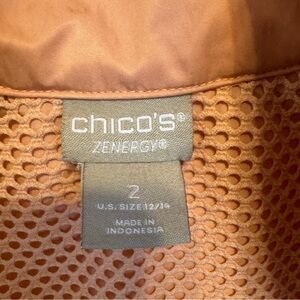 chico's®
ZENERGY®
2
U.S. SIZE 12/14
MADE IN
INDONESIA